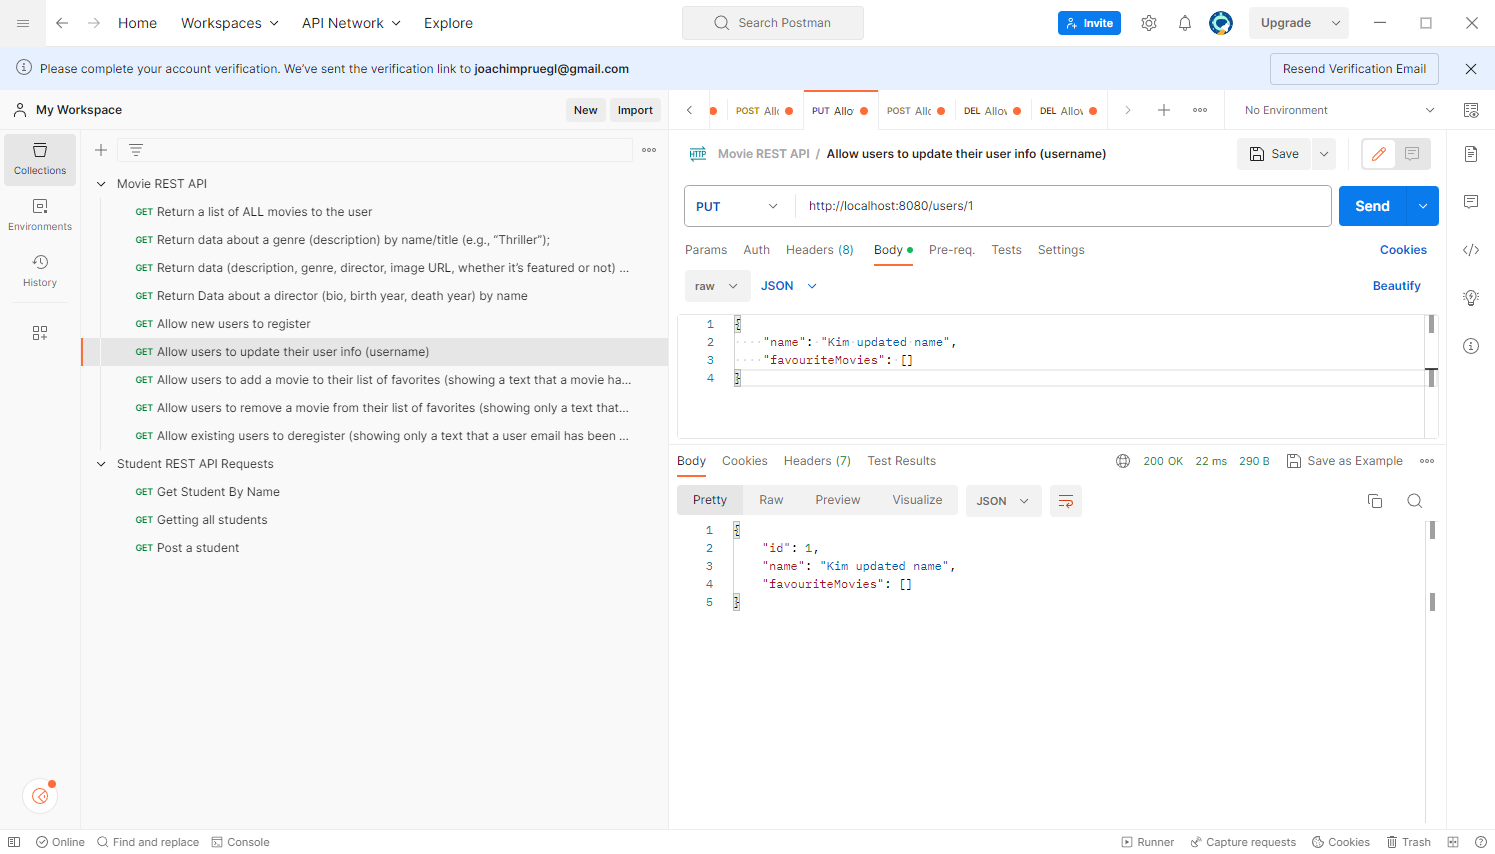 Home
Workspaces
API Network
Explore
Search Postman
Invite
Upgrade
Please complete your account verification. We've sent the verification link to joachimpruegl@gmail.com
Resend Verification Email
My Workspace
New
Import
POST Allo
PUT Allo
POST Allo
DEL Allow
DEL Allow
No Environment
Collections
Environments
History
Movie REST API
GET Return a list of ALL movies to the user
GET Return data about a genre (description) by name/title (e.g., “Thriller”);
GET Return data (description, genre, director, image URL, whether it’s featured or not) ...
GET Return Data about a director (bio, birth year, death year) by name
GET Allow new users to register
GET Allow users to update their user info (username)
GET Allow users to add a movie to their list of favorites (showing a text that a movie ha...
GET Allow users to remove a movie from their list of favorites (showing only a text that...
GET Allow existing users to deregister (showing only a text that a user email has been ...
Student REST API Requests
GET Get Student By Name
GET Getting all students
GET Post a student
HTTP Movie REST API / Allow users to update their user info (username)
Save
PUT
http://localhost:8080/users/1
Send
Params Auth Headers (8) Body Pre-req. Tests Settings
Cookies
raw JSON
Beautify
1 {
2 "name": "Kim updated name",
3 "favouriteMovies": []
4 }
Body Cookies Headers (7) Test Results
200 OK 22 ms 290 B
Save as Example
Pretty Raw Preview Visualize JSON
1 {
2 "id": 1,
3 "name": "Kim updated name",
4 "favouriteMovies": []
5 }
Online
Find and replace
Console
Runner
Capture requests
Cookies
Trash